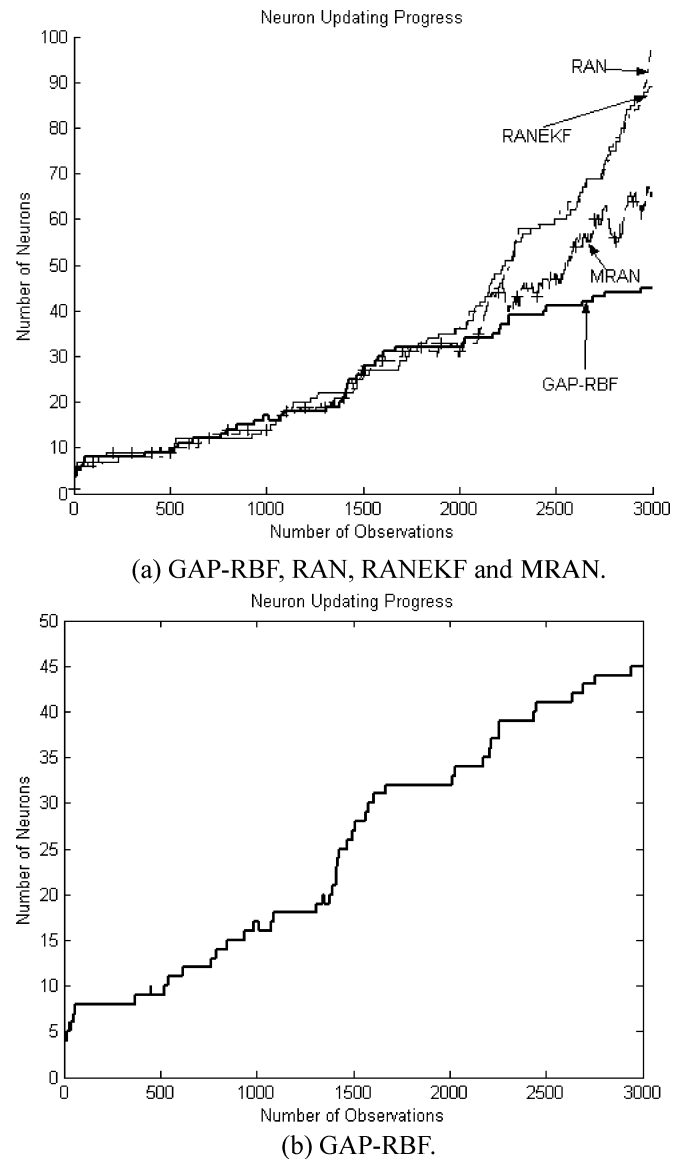 Neuron Updating Progress
100
90
80
70
60
50
40
30
20
10
0
Number of Neurons
RAN
RANEKF
MRAN
GAP-RBF
0 500 1000 1500 2000 2500 3000
Number of Observations
(a) GAP-RBF, RAN, RANEKF and MRAN.
Neuron Updating Progress
50
45
40
35
30
25
20
15
10
5
0
Number of Neurons
0 500 1000 1500 2000 2500 3000
Number of Observations
(b) GAP-RBF.